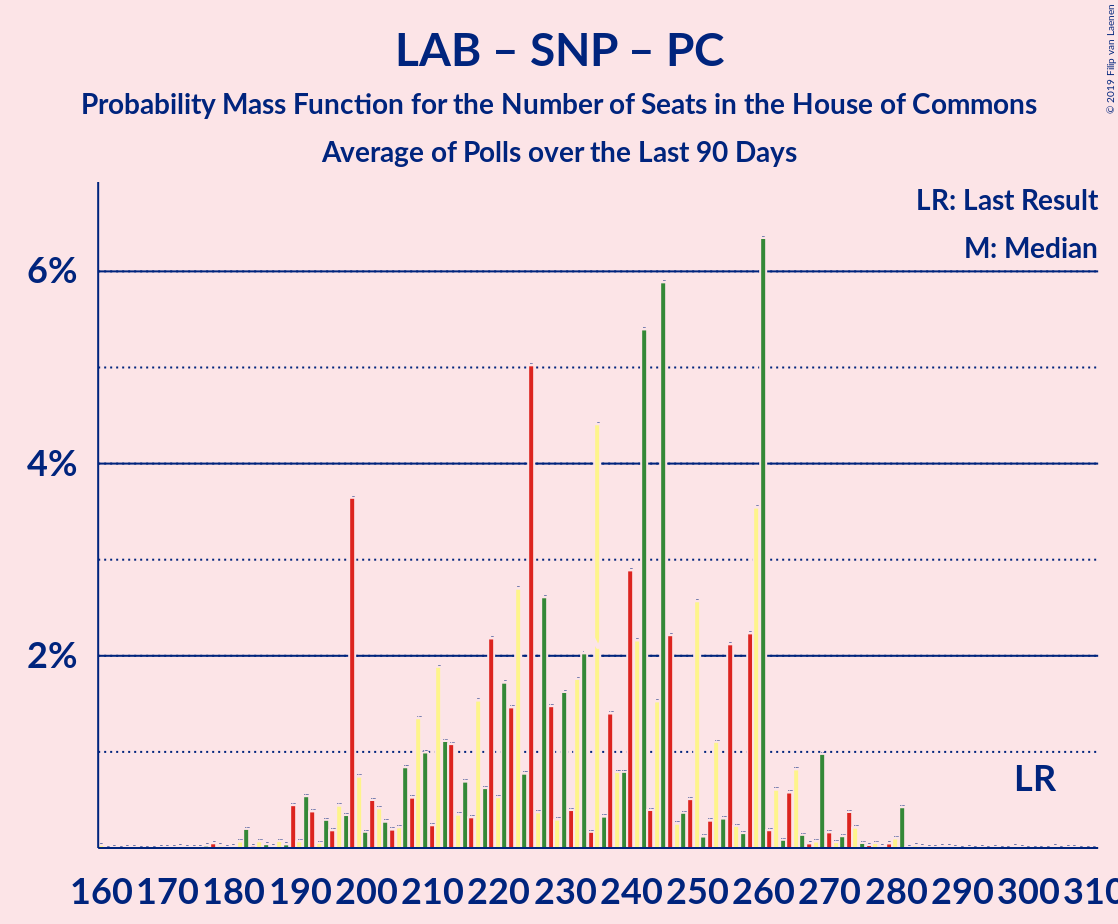 LAB – SNP – PC
Probability Mass Function for the Number of Seats in the House of Commons
Average of Polls over the Last 90 Days
© 2019 Filip van Laenen
LR: Last Result
M: Median
6%
4%
2%
LR
160 170 180 190 200 210 220 230 240 250 260 270 280 290 300 310